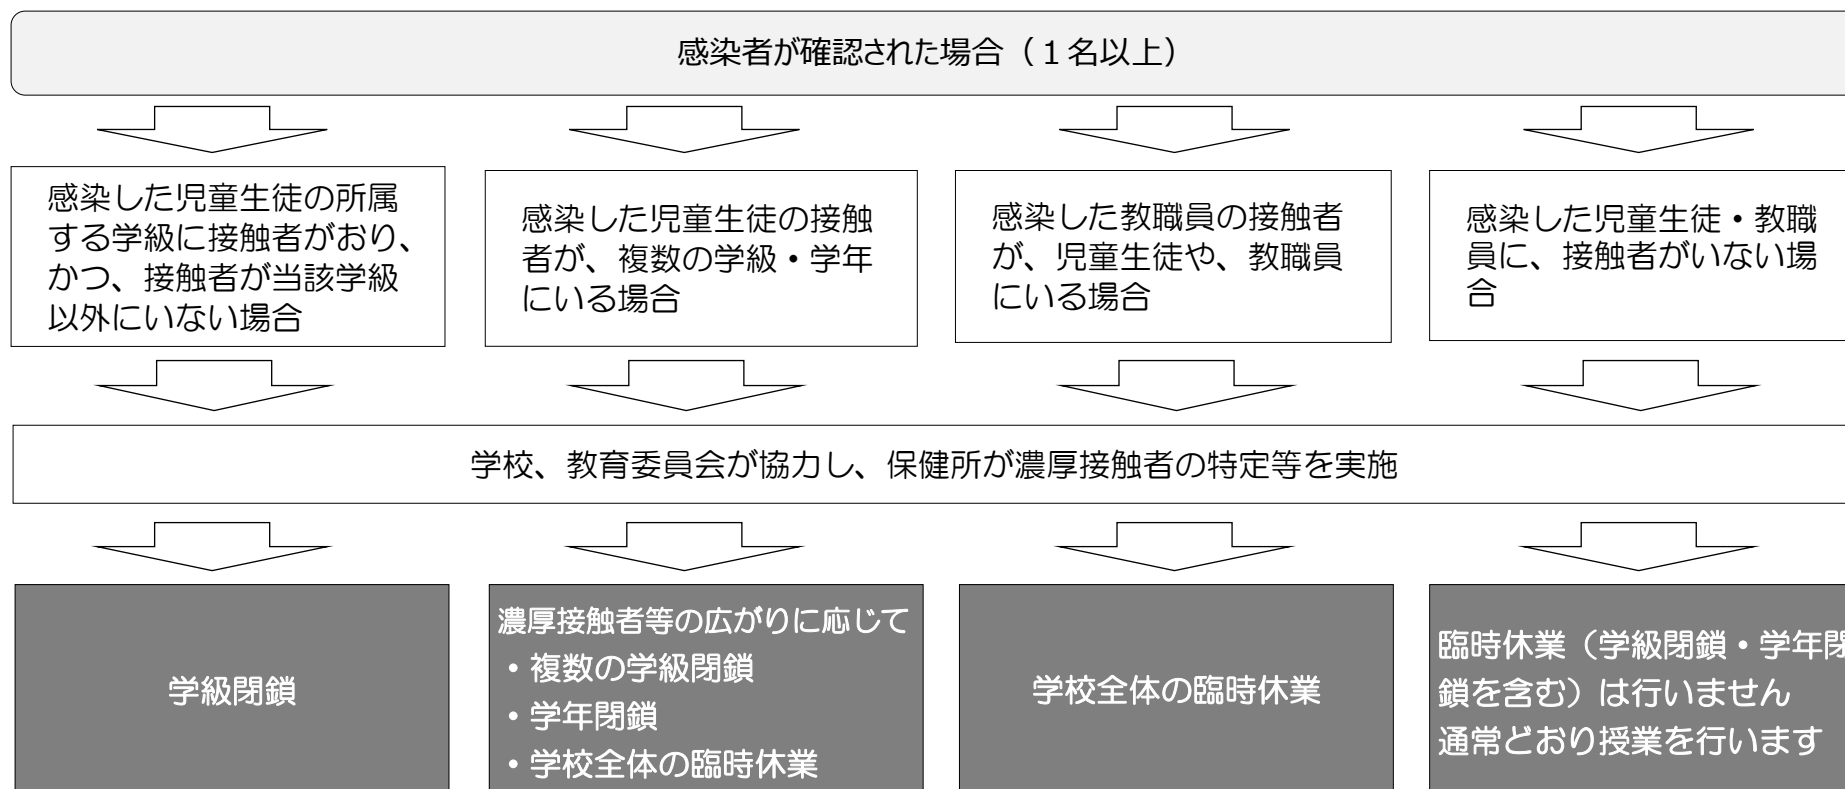 感染者が確認された場合（１名以上）
感染した児童生徒の所属
する学級に接触者がおり、
かつ、接触者が当該学級
以外にいない場合
感染した児童生徒の接触
者が、複数の学級・学年
にいる場合
感染した教職員の接触者
が、児童生徒や、教職員
にいる場合
感染した児童生徒・教職
員に、接触者がいない場
合
学校、教育委員会が協力し、保健所が濃厚接触者の特定等を実施
学級閉鎖
濃厚接触者等の広がりに応じて
・複数の学級閉鎖
・学年閉鎖
・学校全体の臨時休業
学校全体の臨時休業
臨時休業（学級閉鎖・学年閉
鎖を含む）は行いません
通常どおり授業を行います